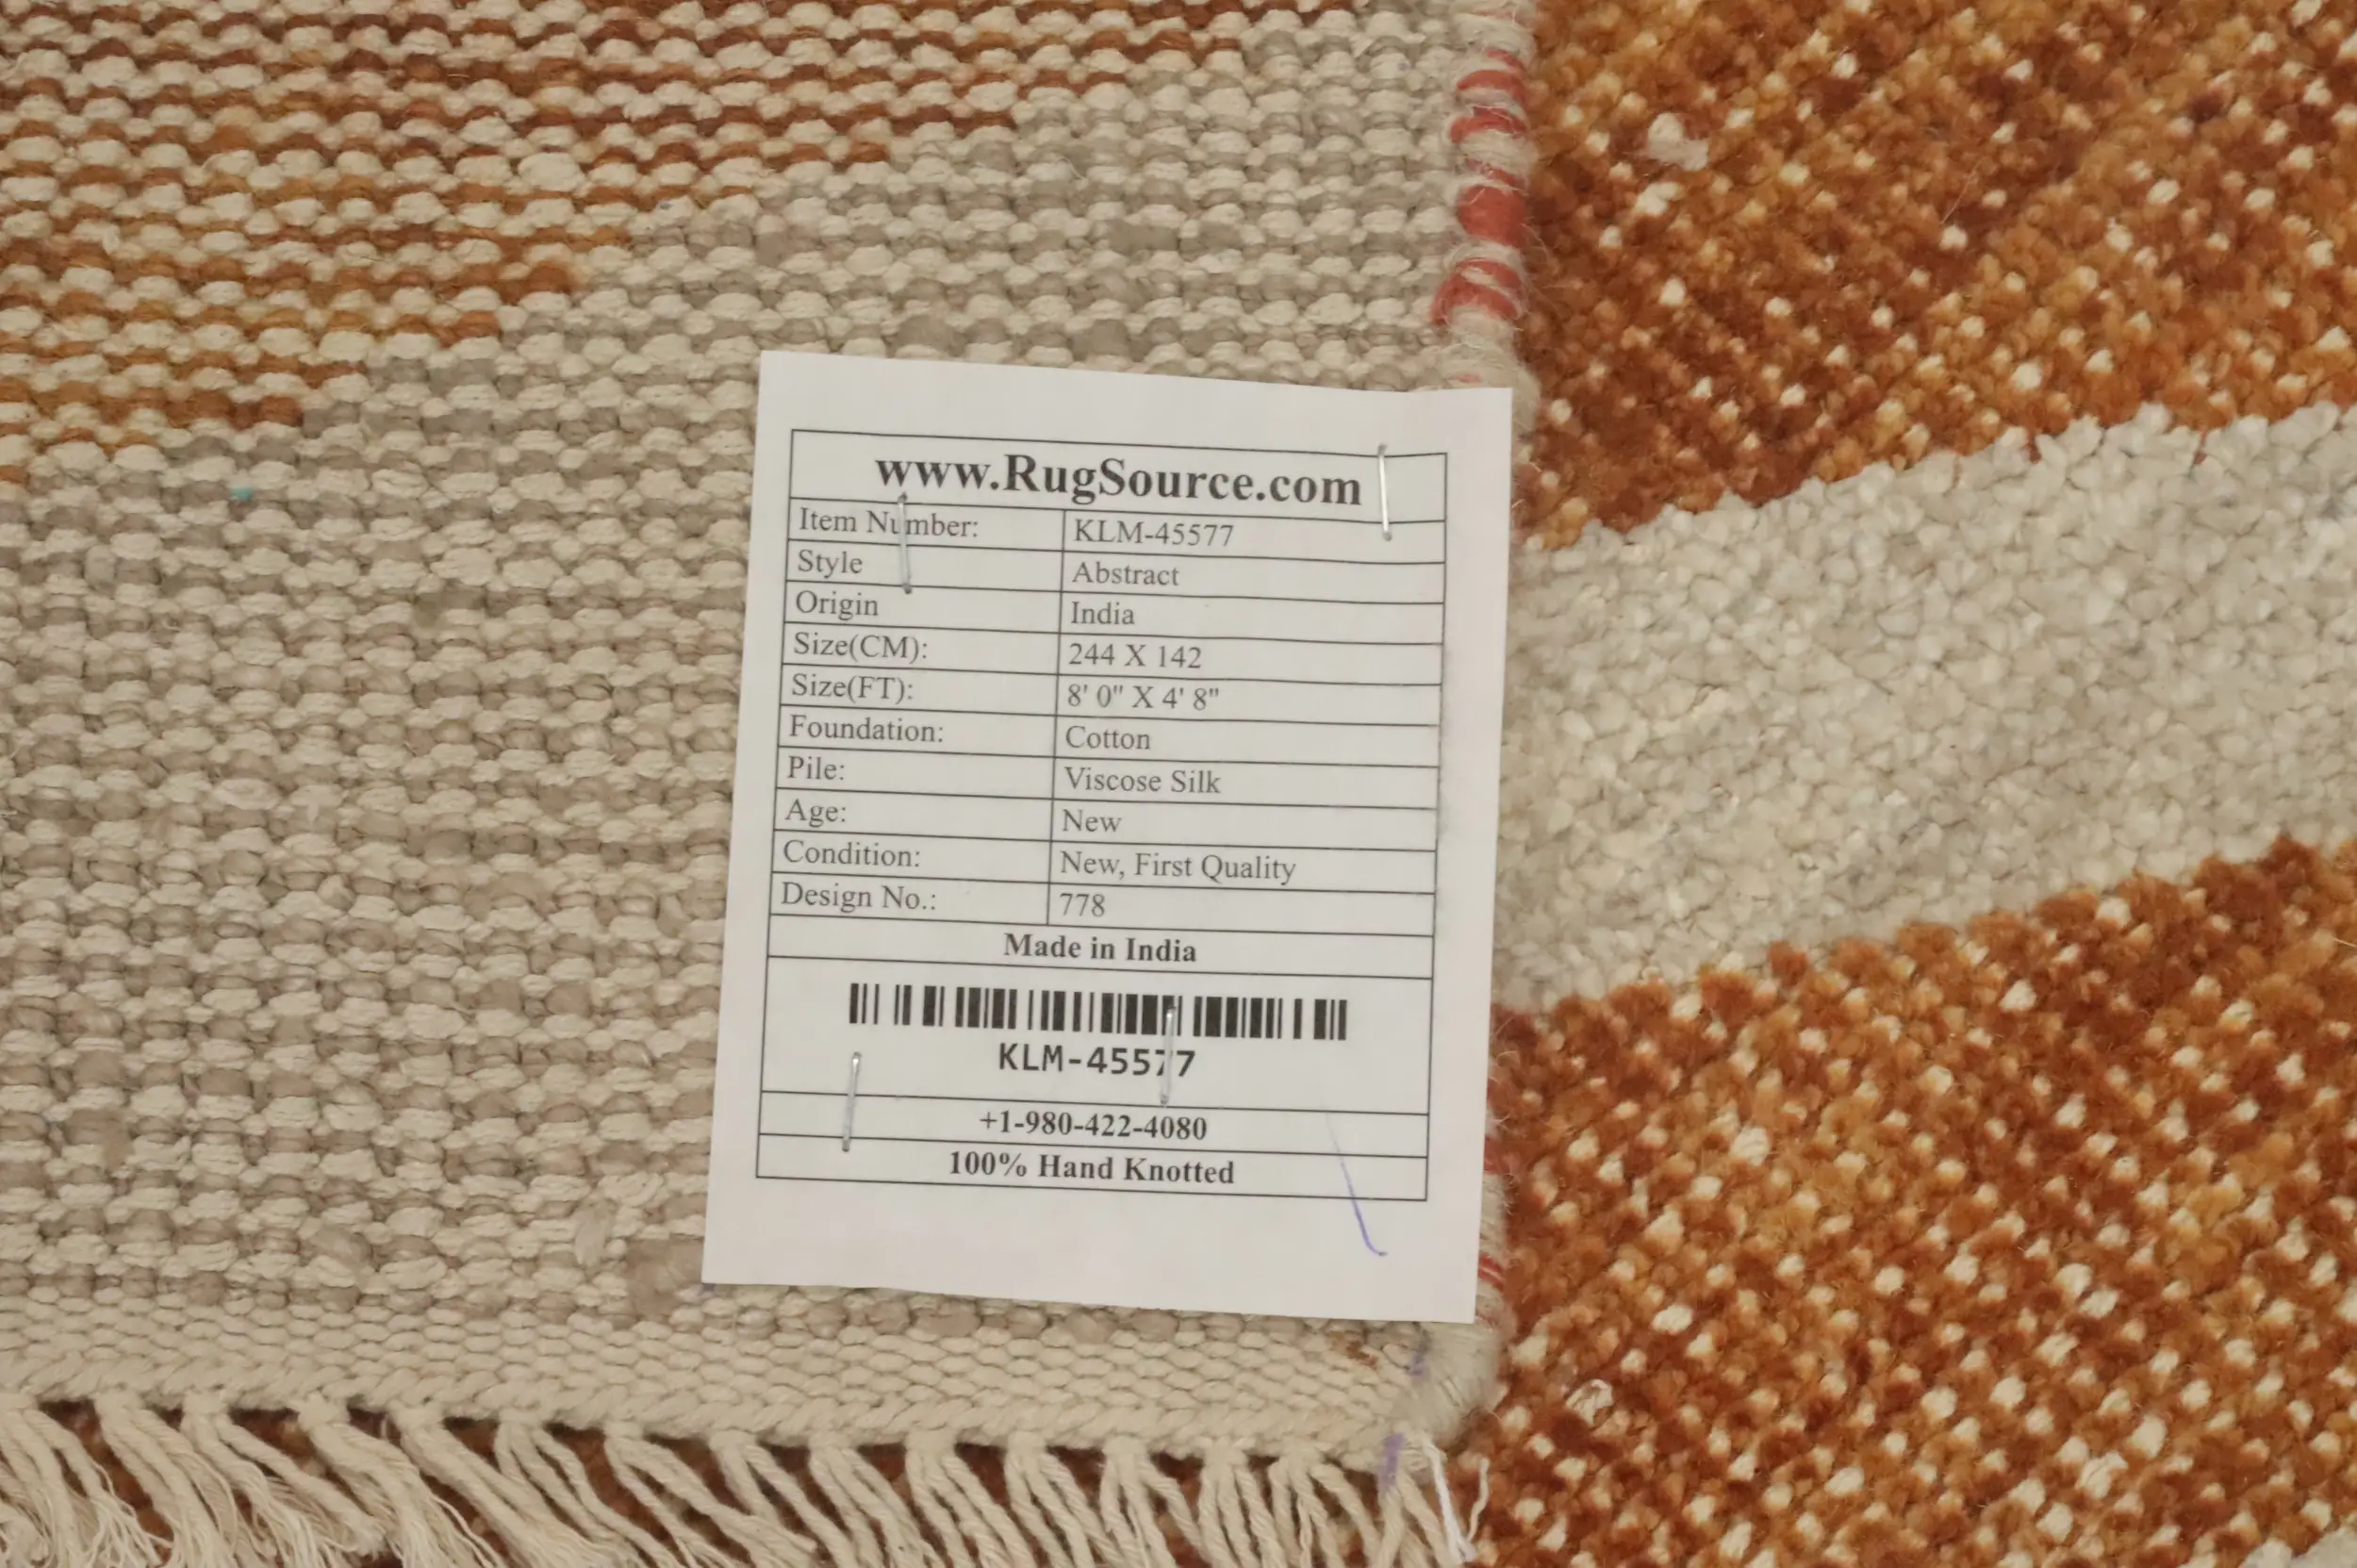 www.RugSource.com
Item Number: KLM-45577
Style Abstract
Origin India
Size(CM): 244 X 142
Size(FT): 8' 0" X 4' 8"
Foundation: Cotton
Pile: Viscose Silk
Age: New
Condition: New, First Quality
Design No.: 778
Made in India
KLM-45577
+1-980-422-4080
100% Hand Knotted